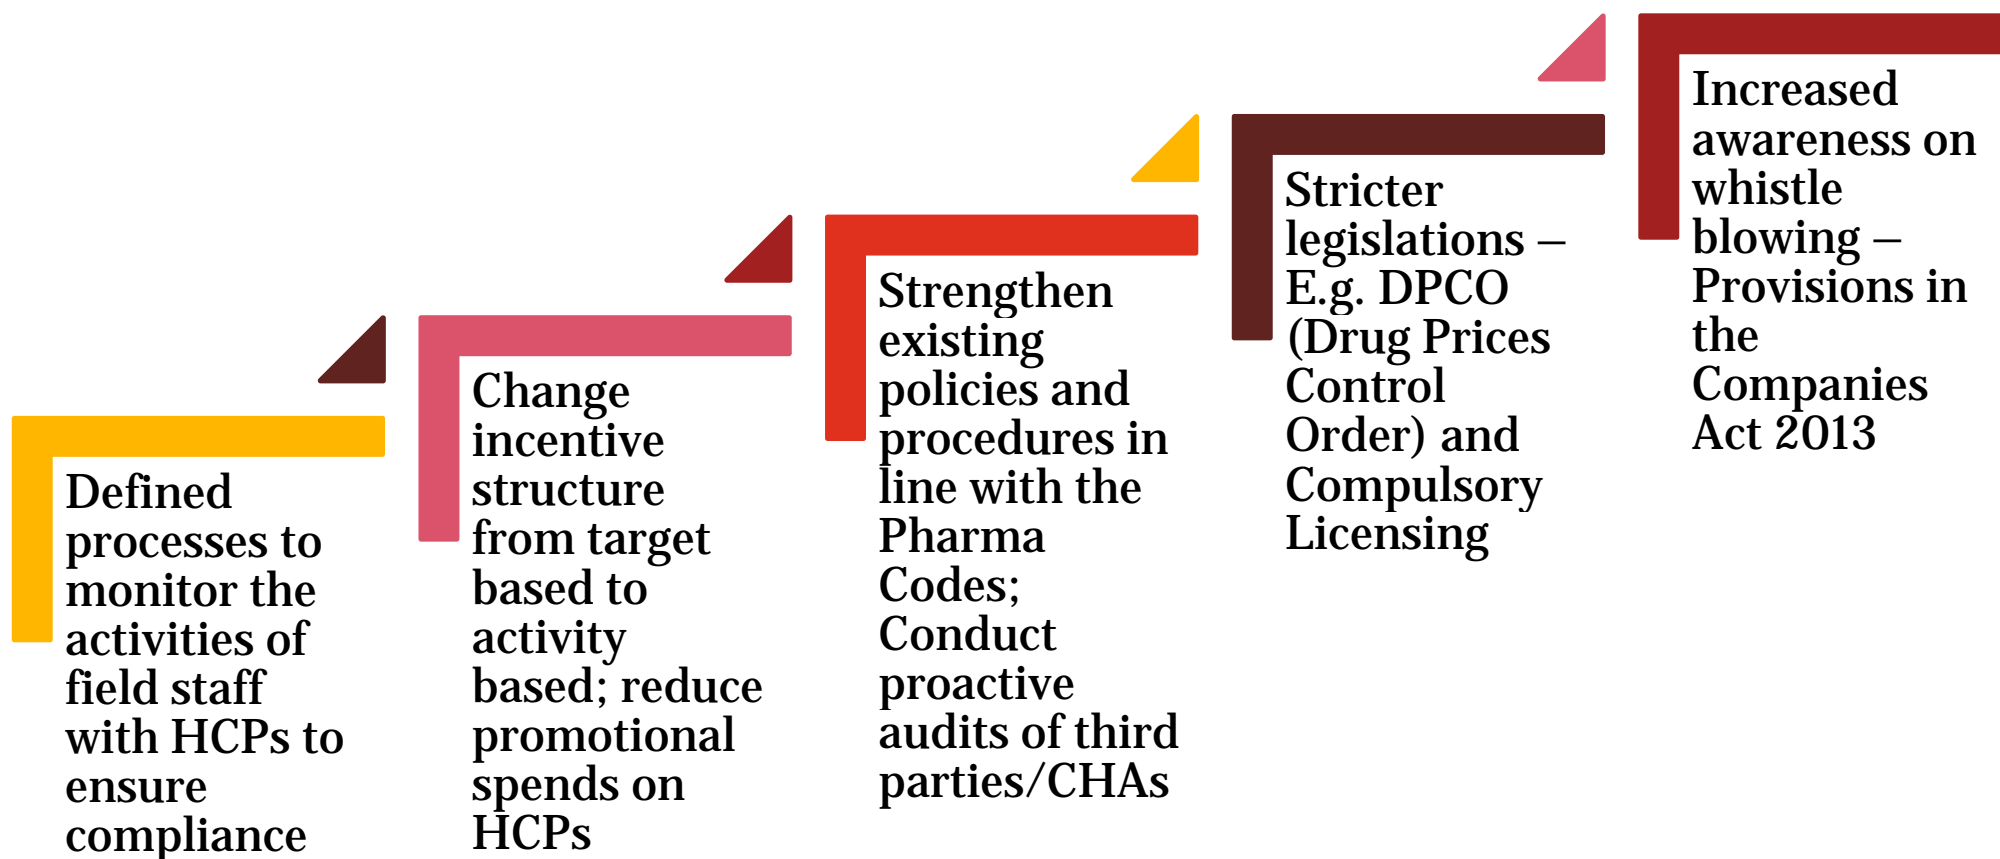 Defined
processes to
monitor the
activities of
field staff
with HCPs to
ensure
compliance
Change
incentive
structure
from target
based to
activity
based; reduce
promotional
spends on
HCPs
Strengthen
existing
policies and
procedures in
line with the
Pharma
Codes;
Conduct
proactive
audits of third
parties/CHAs
Stricter
legislations –
E.g. DPCO
(Drug Prices
Control
Order) and
Compulsory
Licensing
Increased
awareness on
whistle
blowing –
Provisions in
the
Companies
Act 2013